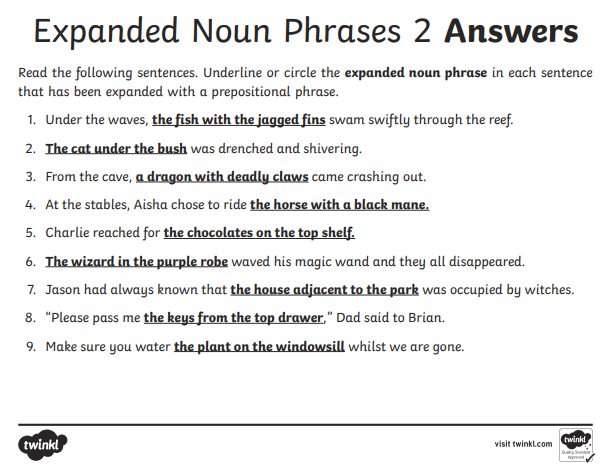 Expanded Noun Phrases 2 Answers
Read the following sentences. Underline or circle the expanded noun phrase in each sentence
that has been expanded with a prepositional phrase.
1. Under the waves, the fish with the jagged fins swam swiftly through the reef.
2. The cat under the bush was drenched and shivering.
3. From the cave, a dragon with deadly claws came crashing out.
4. At the stables, Aisha chose to ride the horse with a black mane.
5. Charlie reached for the chocolates on the top shelf.
6. The wizard in the purple robe waved his magic wand and they all disappeared.
7. Jason had always known that the house adjacent to the park was occupied by witches.
8. “Please pass me the keys from the top drawer,” Dad said to Brian.
9. Make sure you water the plant on the windowsill whilst we are gone.
twinkl
visit twinkl.com
twinkl
Quality Standard
Approved